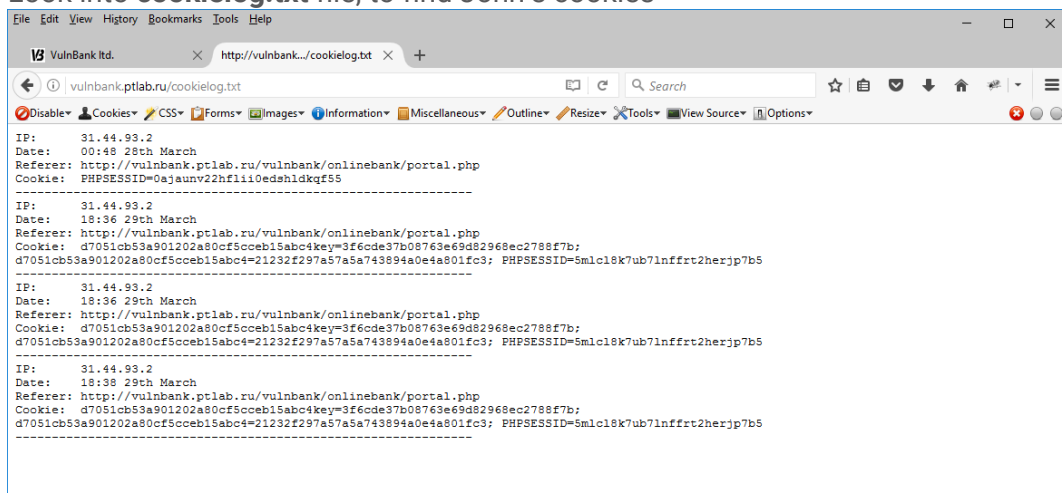 Look into cookielog.txt file, to find John's cookies
File Edit View History Bookmarks Tools Help
VulnBank ltd. × http://vulnbank.../cookielog.txt × +
vulnbank.ptlab.ru/cookielog.txt Search
Disable Cookies CSS Forms Images Information Miscellaneous Outline Resize Tools View Source Options
IP: 31.44.93.2
Date: 00:48 28th March
Referer: http://vulnbank.ptlab.ru/vulnbank/onlinebank/portal.php
Cookie: PHPSESSID=0ajaunv22hflii0edshldkqf55
----------------------------------------------------------
IP: 31.44.93.2
Date: 18:36 29th March
Referer: http://vulnbank.ptlab.ru/vulnbank/onlinebank/portal.php
Cookie: d7051cb53a901202a80cf5cceb15abc4key=3f6cde37b08763e69d82968ec2788f7b;
d7051cb53a901202a80cf5cceb15abc4=21232f297a57a5a743894a0e4a801fc3; PHPSESSID=5mlcl8k7ub7lnffrt2herjp7b5
----------------------------------------------------------
IP: 31.44.93.2
Date: 18:36 29th March
Referer: http://vulnbank.ptlab.ru/vulnbank/onlinebank/portal.php
Cookie: d7051cb53a901202a80cf5cceb15abc4key=3f6cde37b08763e69d82968ec2788f7b;
d7051cb53a901202a80cf5cceb15abc4=21232f297a57a5a743894a0e4a801fc3; PHPSESSID=5mlcl8k7ub7lnffrt2herjp7b5
----------------------------------------------------------
IP: 31.44.93.2
Date: 18:38 29th March
Referer: http://vulnbank.ptlab.ru/vulnbank/onlinebank/portal.php
Cookie: d7051cb53a901202a80cf5cceb15abc4key=3f6cde37b08763e69d82968ec2788f7b;
d7051cb53a901202a80cf5cceb15abc4=21232f297a57a5a743894a0e4a801fc3; PHPSESSID=5mlcl8k7ub7lnffrt2herjp7b5
----------------------------------------------------------